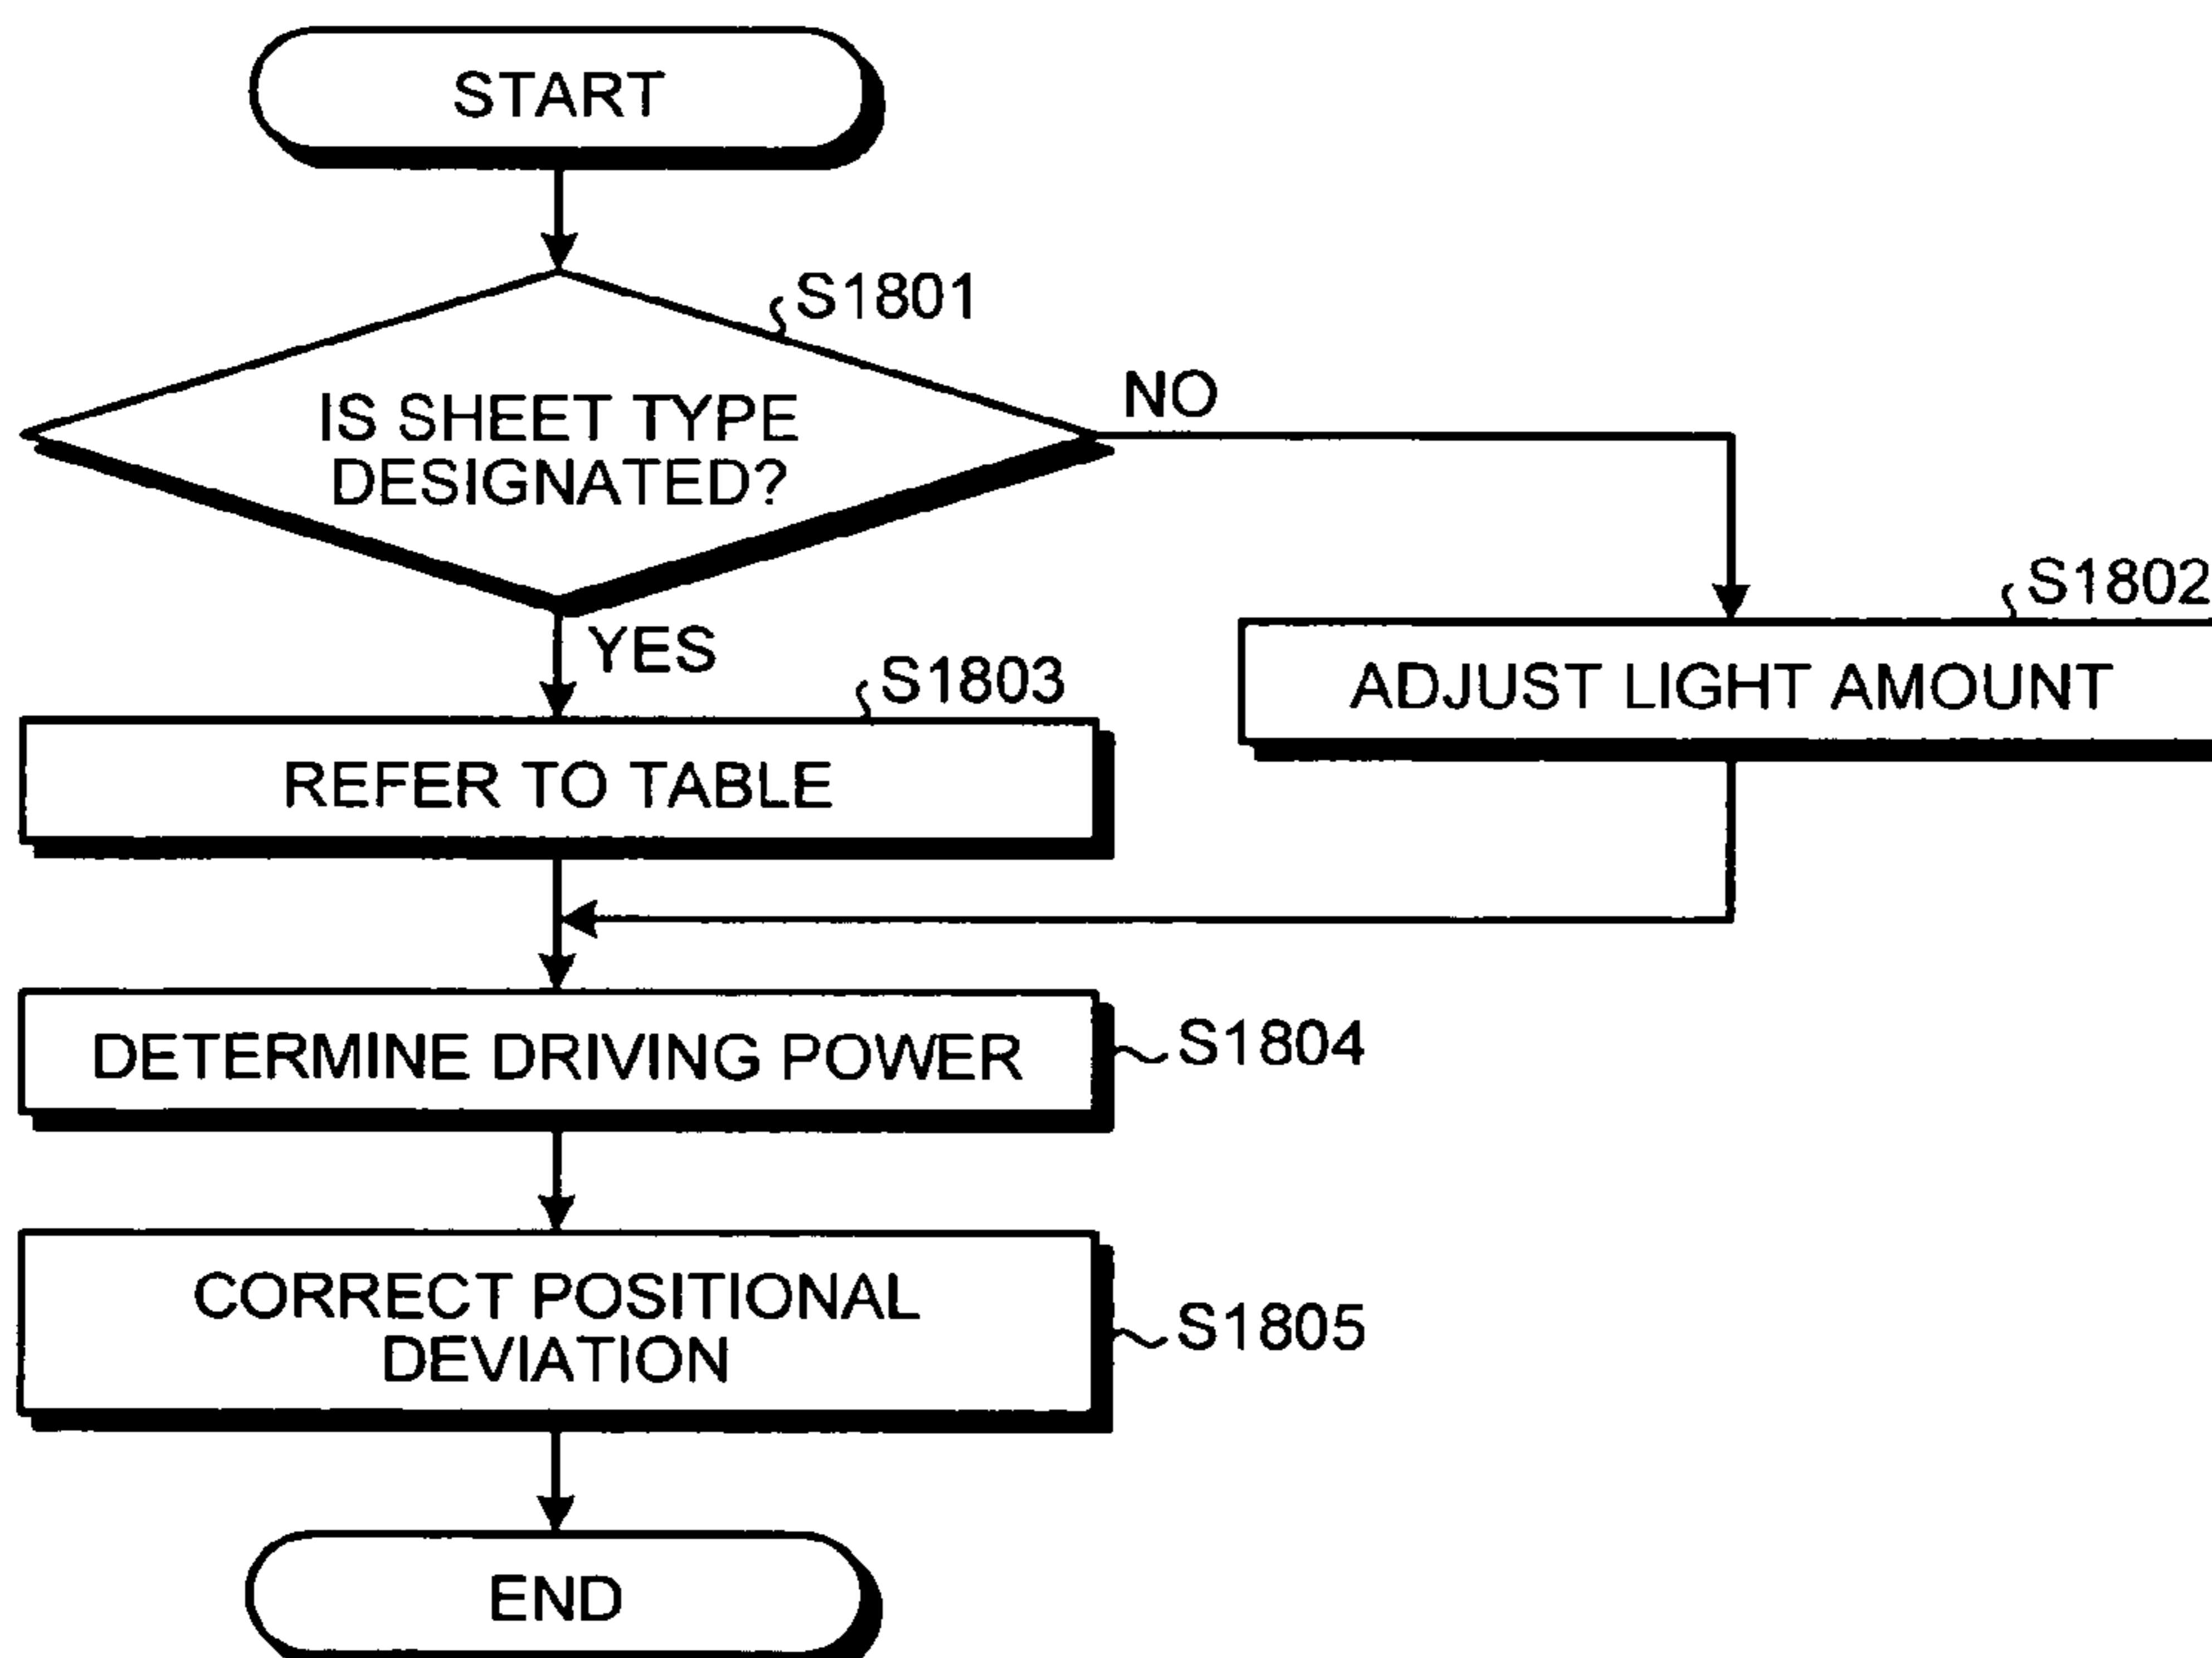 START
S1801
IS SHEET TYPE
DESIGNATED?
NO
YES
S1802
ADJUST LIGHT AMOUNT
S1803
REFER TO TABLE
DETERMINE DRIVING POWER
S1804
CORRECT POSITIONAL
DEVIATION
S1805
END